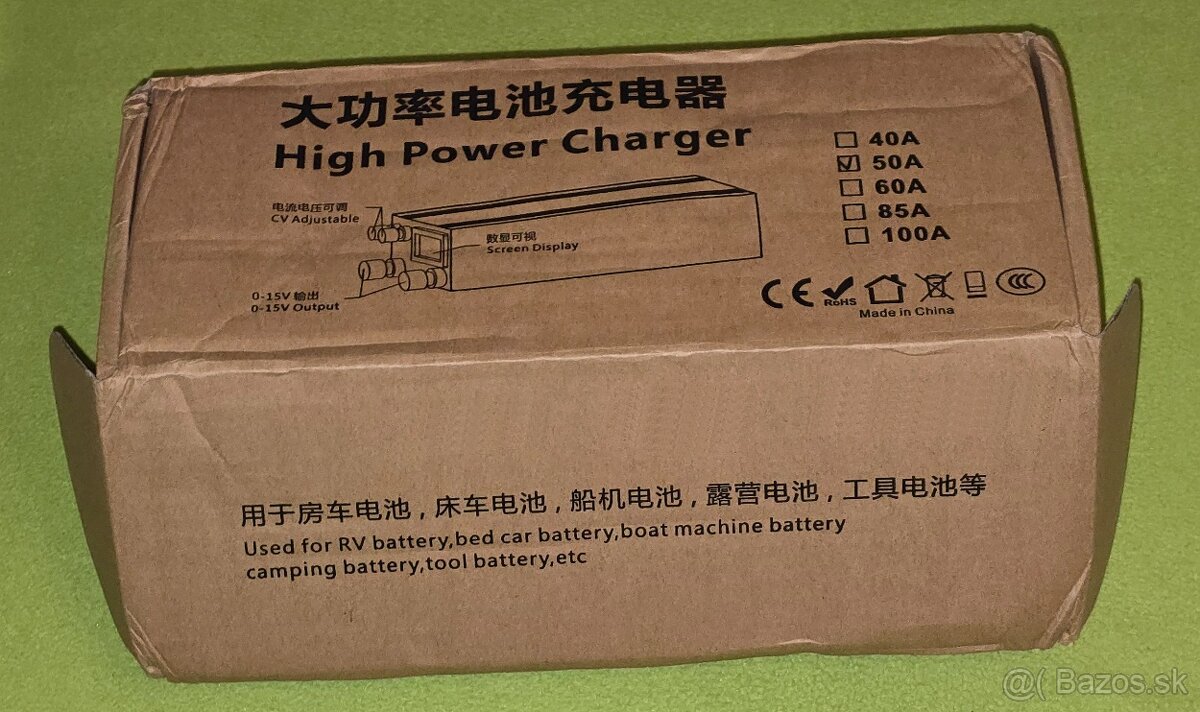 大功率电池充电器
High Power Charger
40A
50A
60A
85A
100A
电流电压可调
CV Adjustable
数显可视
Screen Display
0-15V 输出
0-15V Output
CE RoHS CCC
Made in China
用于房车电池，床车电池，船机电池，露营电池，工具电池等
Used for RV battery,bed car battery,boat machine battery
camping battery,tool battery,etc
@( Bazos.sk